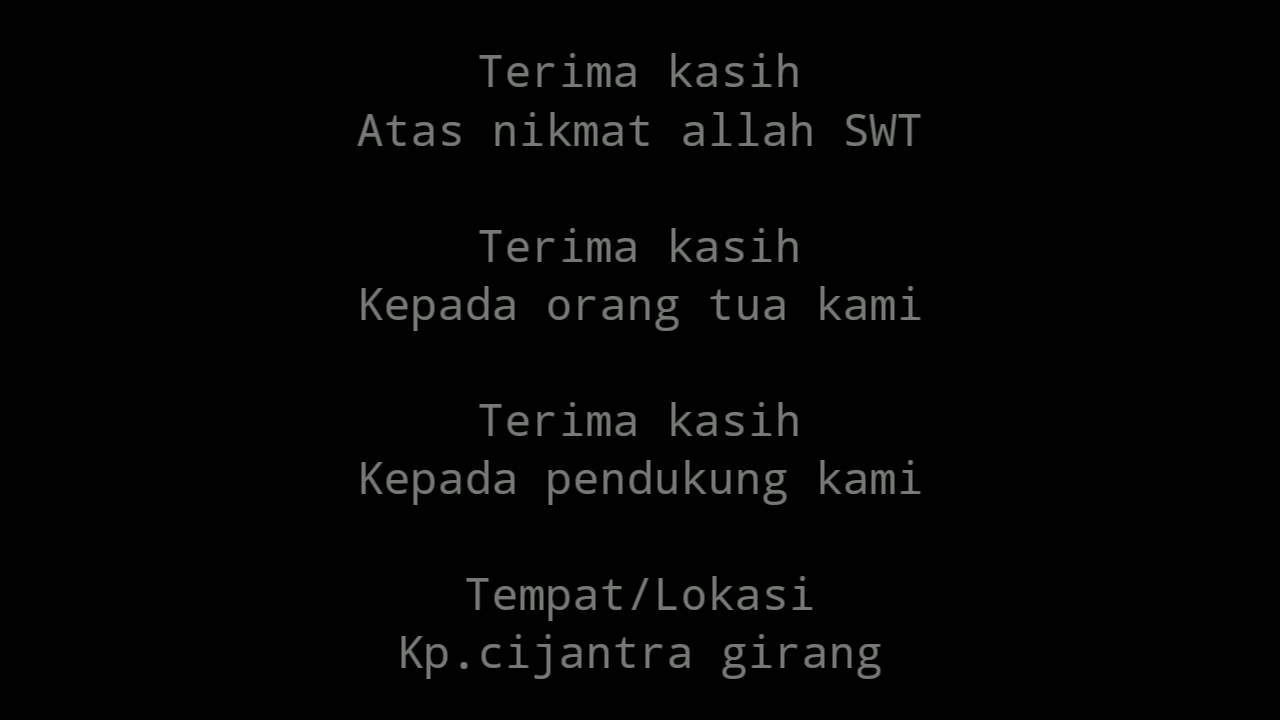 Terima kasih
Atas nikmat allah SWT
Terima kasih
Kepada orang tua kami
Terima kasih
Kepada pendukung kami
Tempat/Lokasi
Kp.cijantra girang